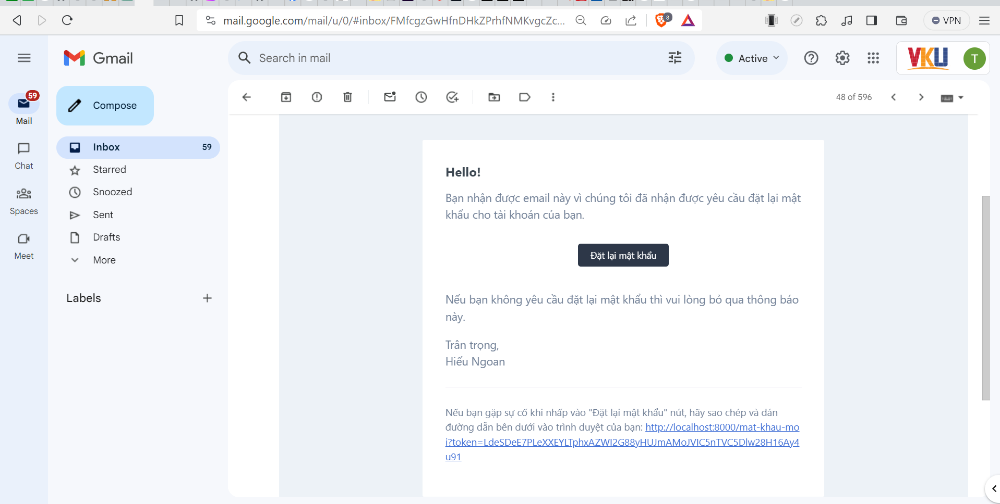 mail.google.com/mail/u/0/#inbox/FMfcgzGwHfnDHkZPrhfNMKvgcZc...
8
VPN
Gmail
Search in mail
Active
VKU
T
59
Mail
Compose
48 of 596
Inbox 59
Chat
Starred
Snoozed
Spaces
Sent
Drafts
Meet
More
Labels
Hello!
Bạn nhận được email này vì chúng tôi đã nhận được yêu cầu đặt lại mật
khẩu cho tài khoản của bạn.
Đặt lại mật khẩu
Nếu bạn không yêu cầu đặt lại mật khẩu thì vui lòng bỏ qua thông báo
này.
Trân trọng,
Hiếu Ngoan
Nếu bạn gặp sự cố khi nhấp vào "Đặt lại mật khẩu" nút, hãy sao chép và dán
đường dẫn bên dưới vào trình duyệt của bạn: http://localhost:8000/mat-khau-mo
i?token=LdeSDeE7PLeXXEYLTphxAZWI2G88yHUJmAMoJVIC5nTVC5Dlw28H16Ay4
u91